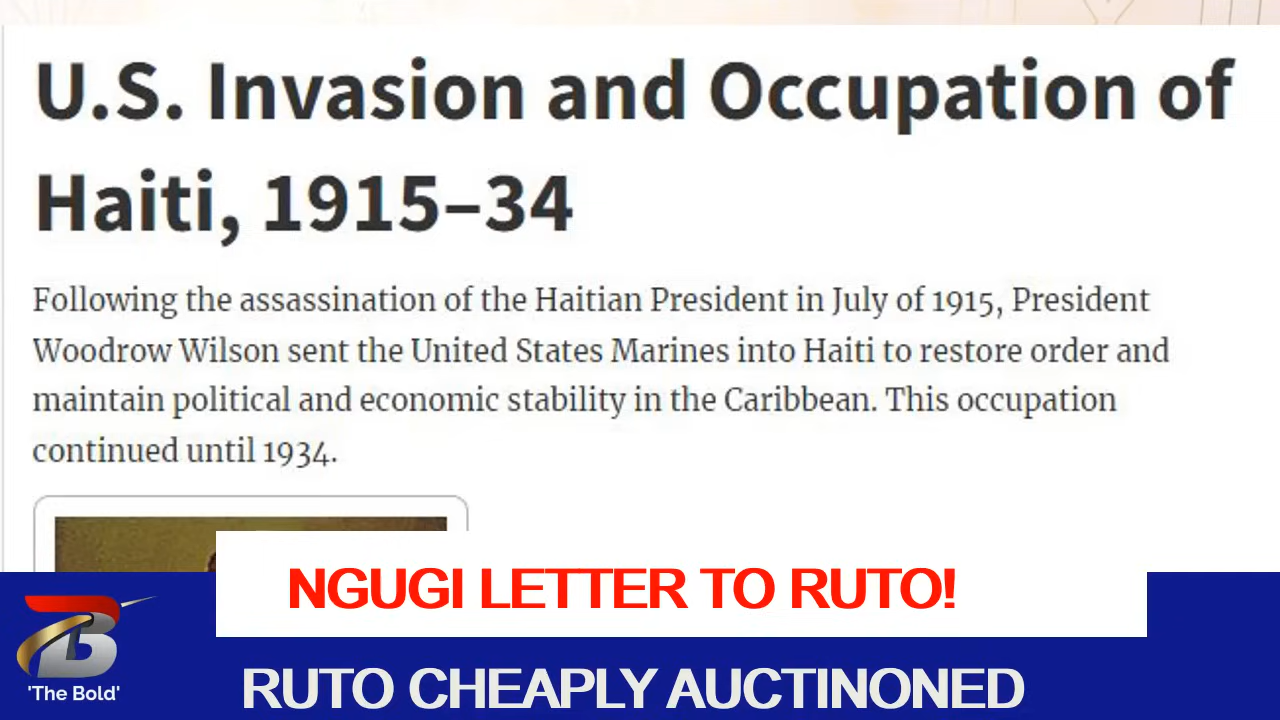 U.S. Invasion and Occupation of
Haiti, 1915–34
Following the assassination of the Haitian President in July of 1915, President
Woodrow Wilson sent the United States Marines into Haiti to restore order and
maintain political and economic stability in the Caribbean. This occupation
continued until 1934.
NGUGI LETTER TO RUTO!
B
'The Bold'
RUTO CHEAPLY AUCTINONED